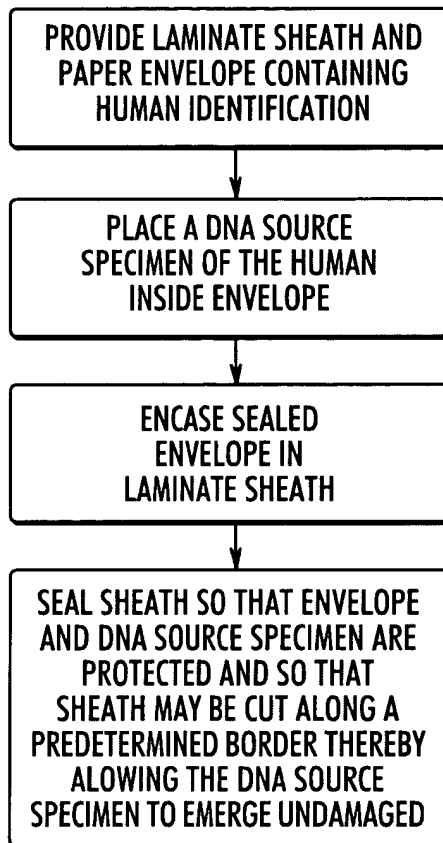 PROVIDE LAMINATE SHEATH AND
PAPER ENVELOPE CONTAINING
HUMAN IDENTIFICATION
PLACE A DNA SOURCE
SPECIMEN OF THE HUMAN
INSIDE ENVELOPE
ENCASE SEALED
ENVELOPE IN
LAMINATE SHEATH
SEAL SHEATH SO THAT ENVELOPE
AND DNA SOURCE SPECIMEN ARE
PROTECTED AND SO THAT
SHEATH MAY BE CUT ALONG A
PREDETERMINED BORDER THEREBY
ALOWING THE DNA SOURCE
SPECIMEN TO EMERGE UNDAMAGED